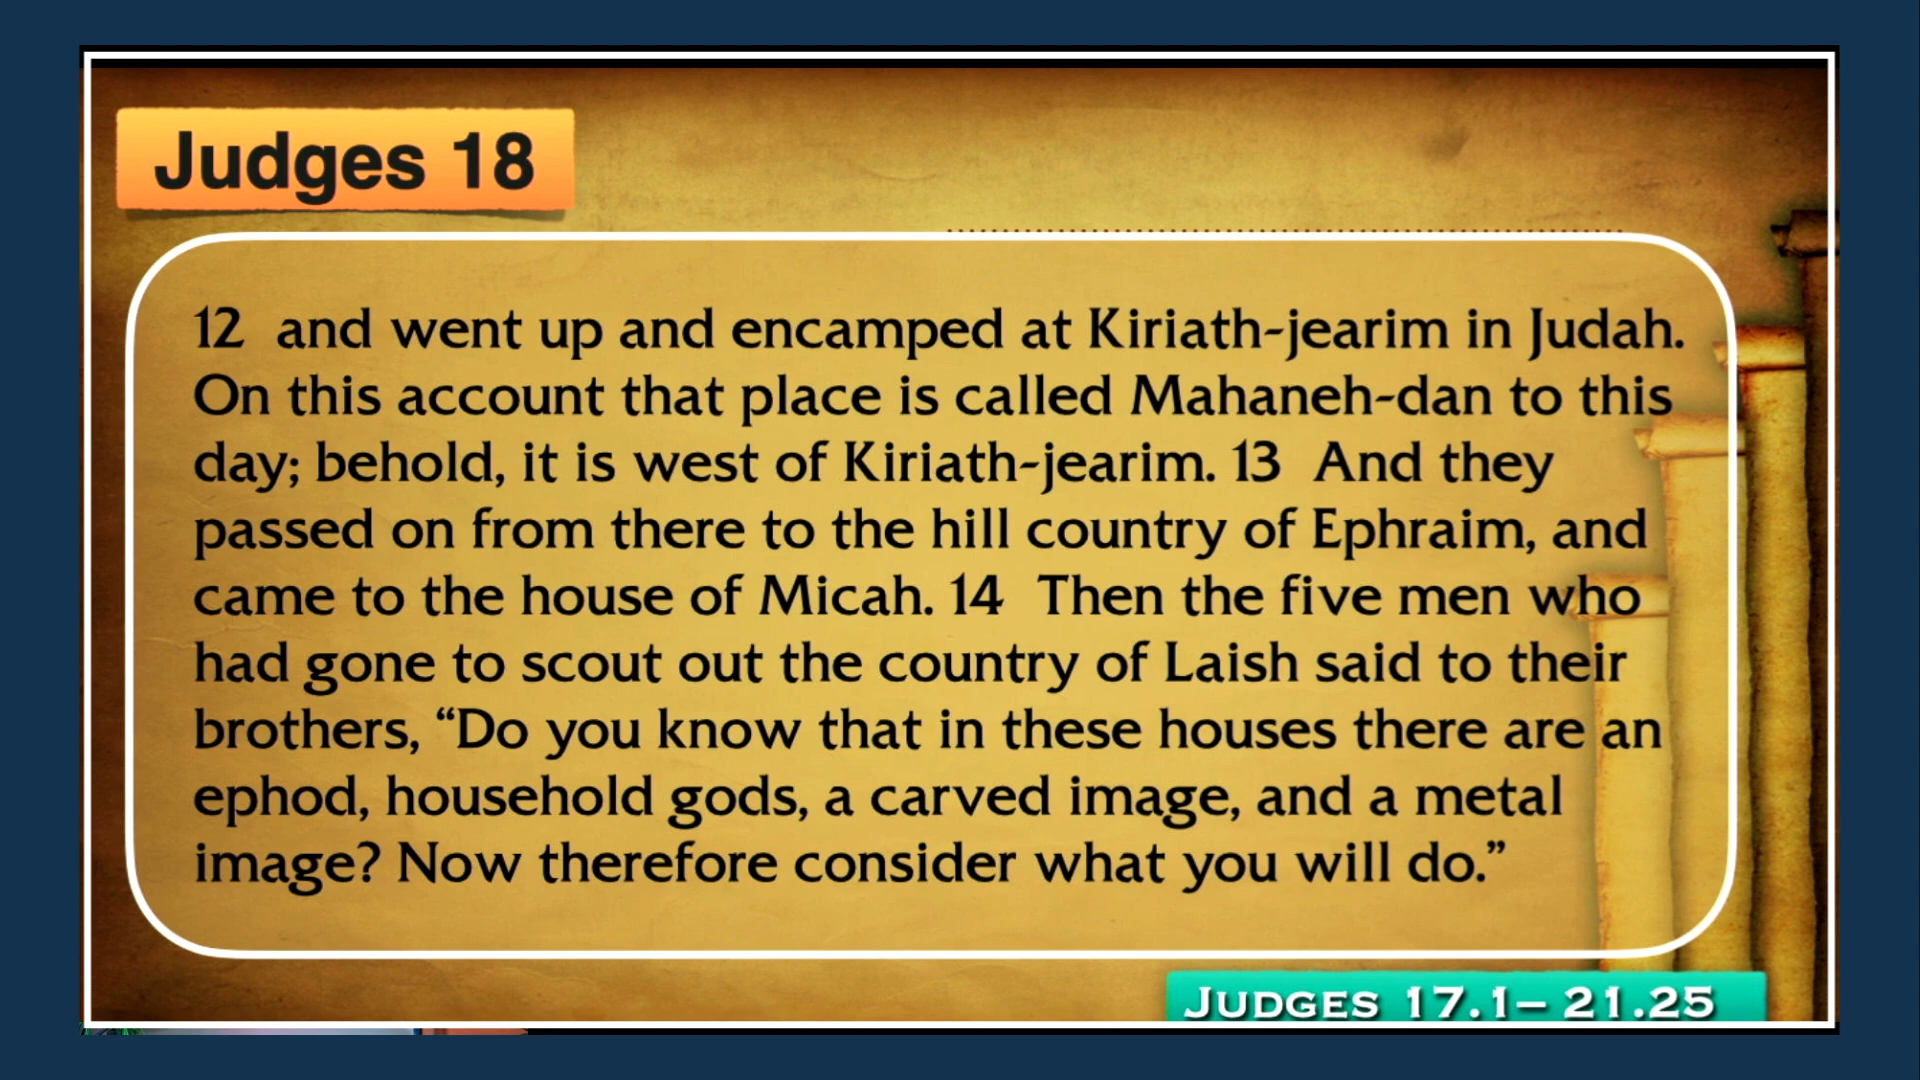 Judges 18
12 and went up and encamped at Kiriath-jearim in Judah.
On this account that place is called Mahaneh-dan to this
day; behold, it is west of Kiriath-jearim. 13 And they
passed on from there to the hill country of Ephraim, and
came to the house of Micah. 14 Then the five men who
had gone to scout out the country of Laish said to their
brothers, “Do you know that in these houses there are an
ephod, household gods, a carved image, and a metal
image? Now therefore consider what you will do.”
JUDGES 17.1– 21.25